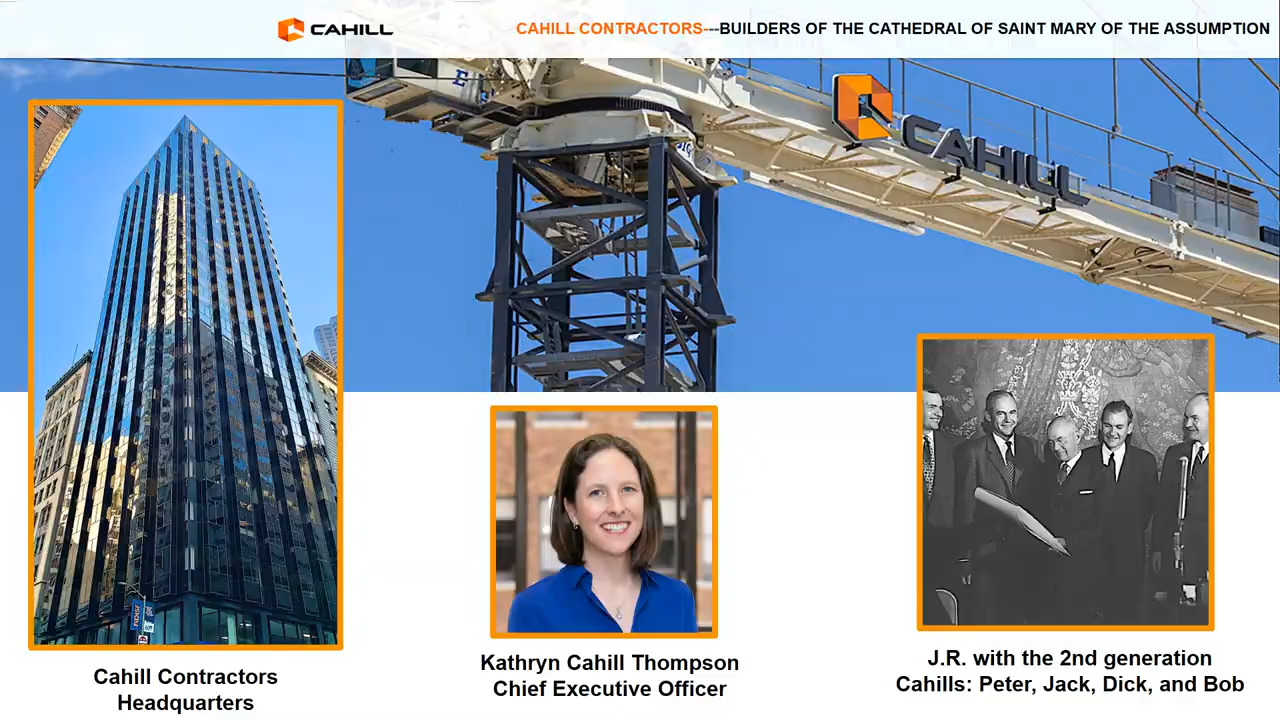 CAHILL
CAHILL CONTRACTORS---BUILDERS OF THE CATHEDRAL OF SAINT MARY OF THE ASSUMPTION
CAHILL
Cahill Contractors
Headquarters
Kathryn Cahill Thompson
Chief Executive Officer
J.R. with the 2nd generation
Cahills: Peter, Jack, Dick, and Bob